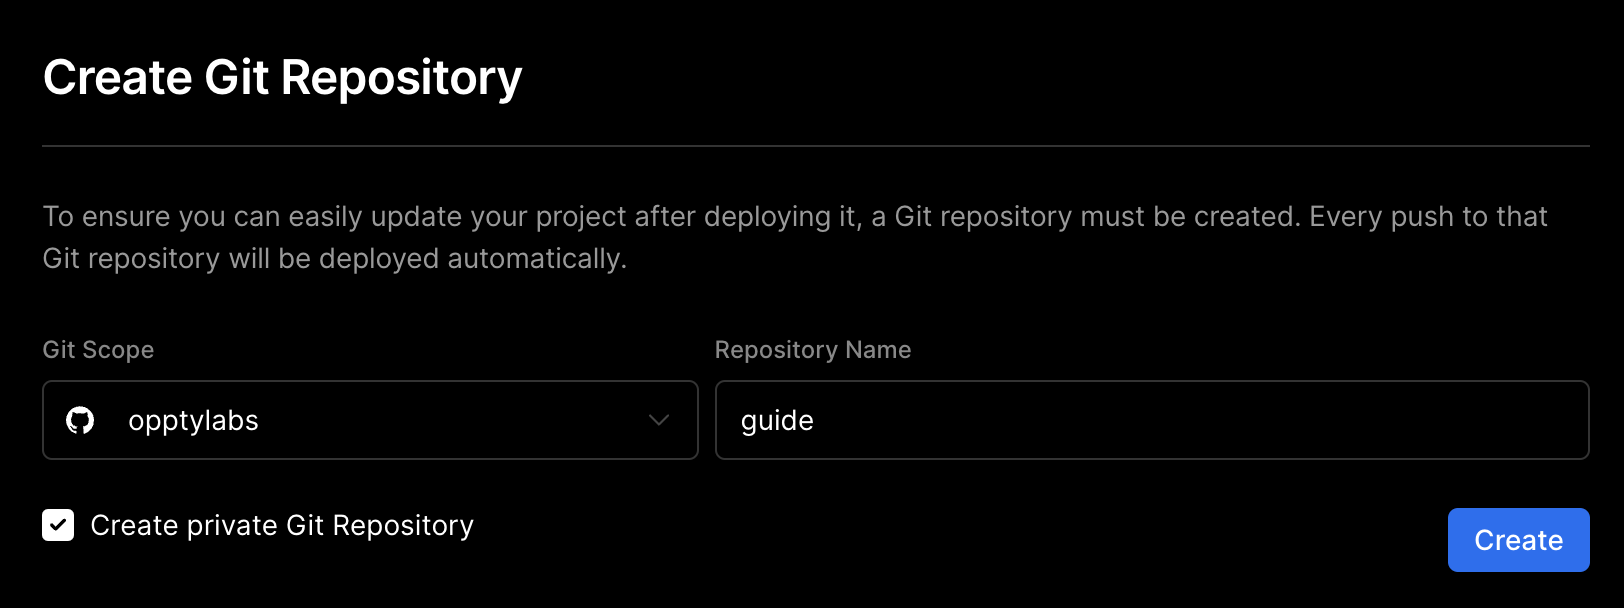 Create Git Repository
To ensure you can easily update your project after deploying it, a Git repository must be created. Every push to that
Git repository will be deployed automatically.
Git Scope
Repository Name
opptylabs
guide
Create private Git Repository
Create